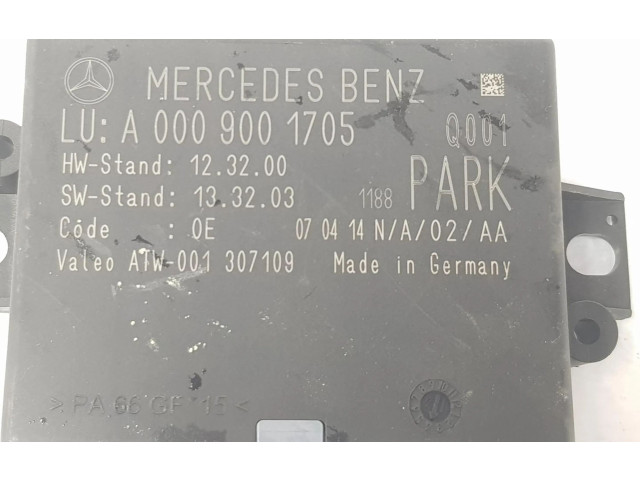 MERCEDES BENZ
LU: A 000 900 1705 Q001
HW-Stand: 12.32.00
SW-Stand: 13.32.03 1188 PARK
Code : 0E 07 04 14 N/A/02/AA
Valeo ATW-001 307109 Made in Germany
>PA 66 GF 15<